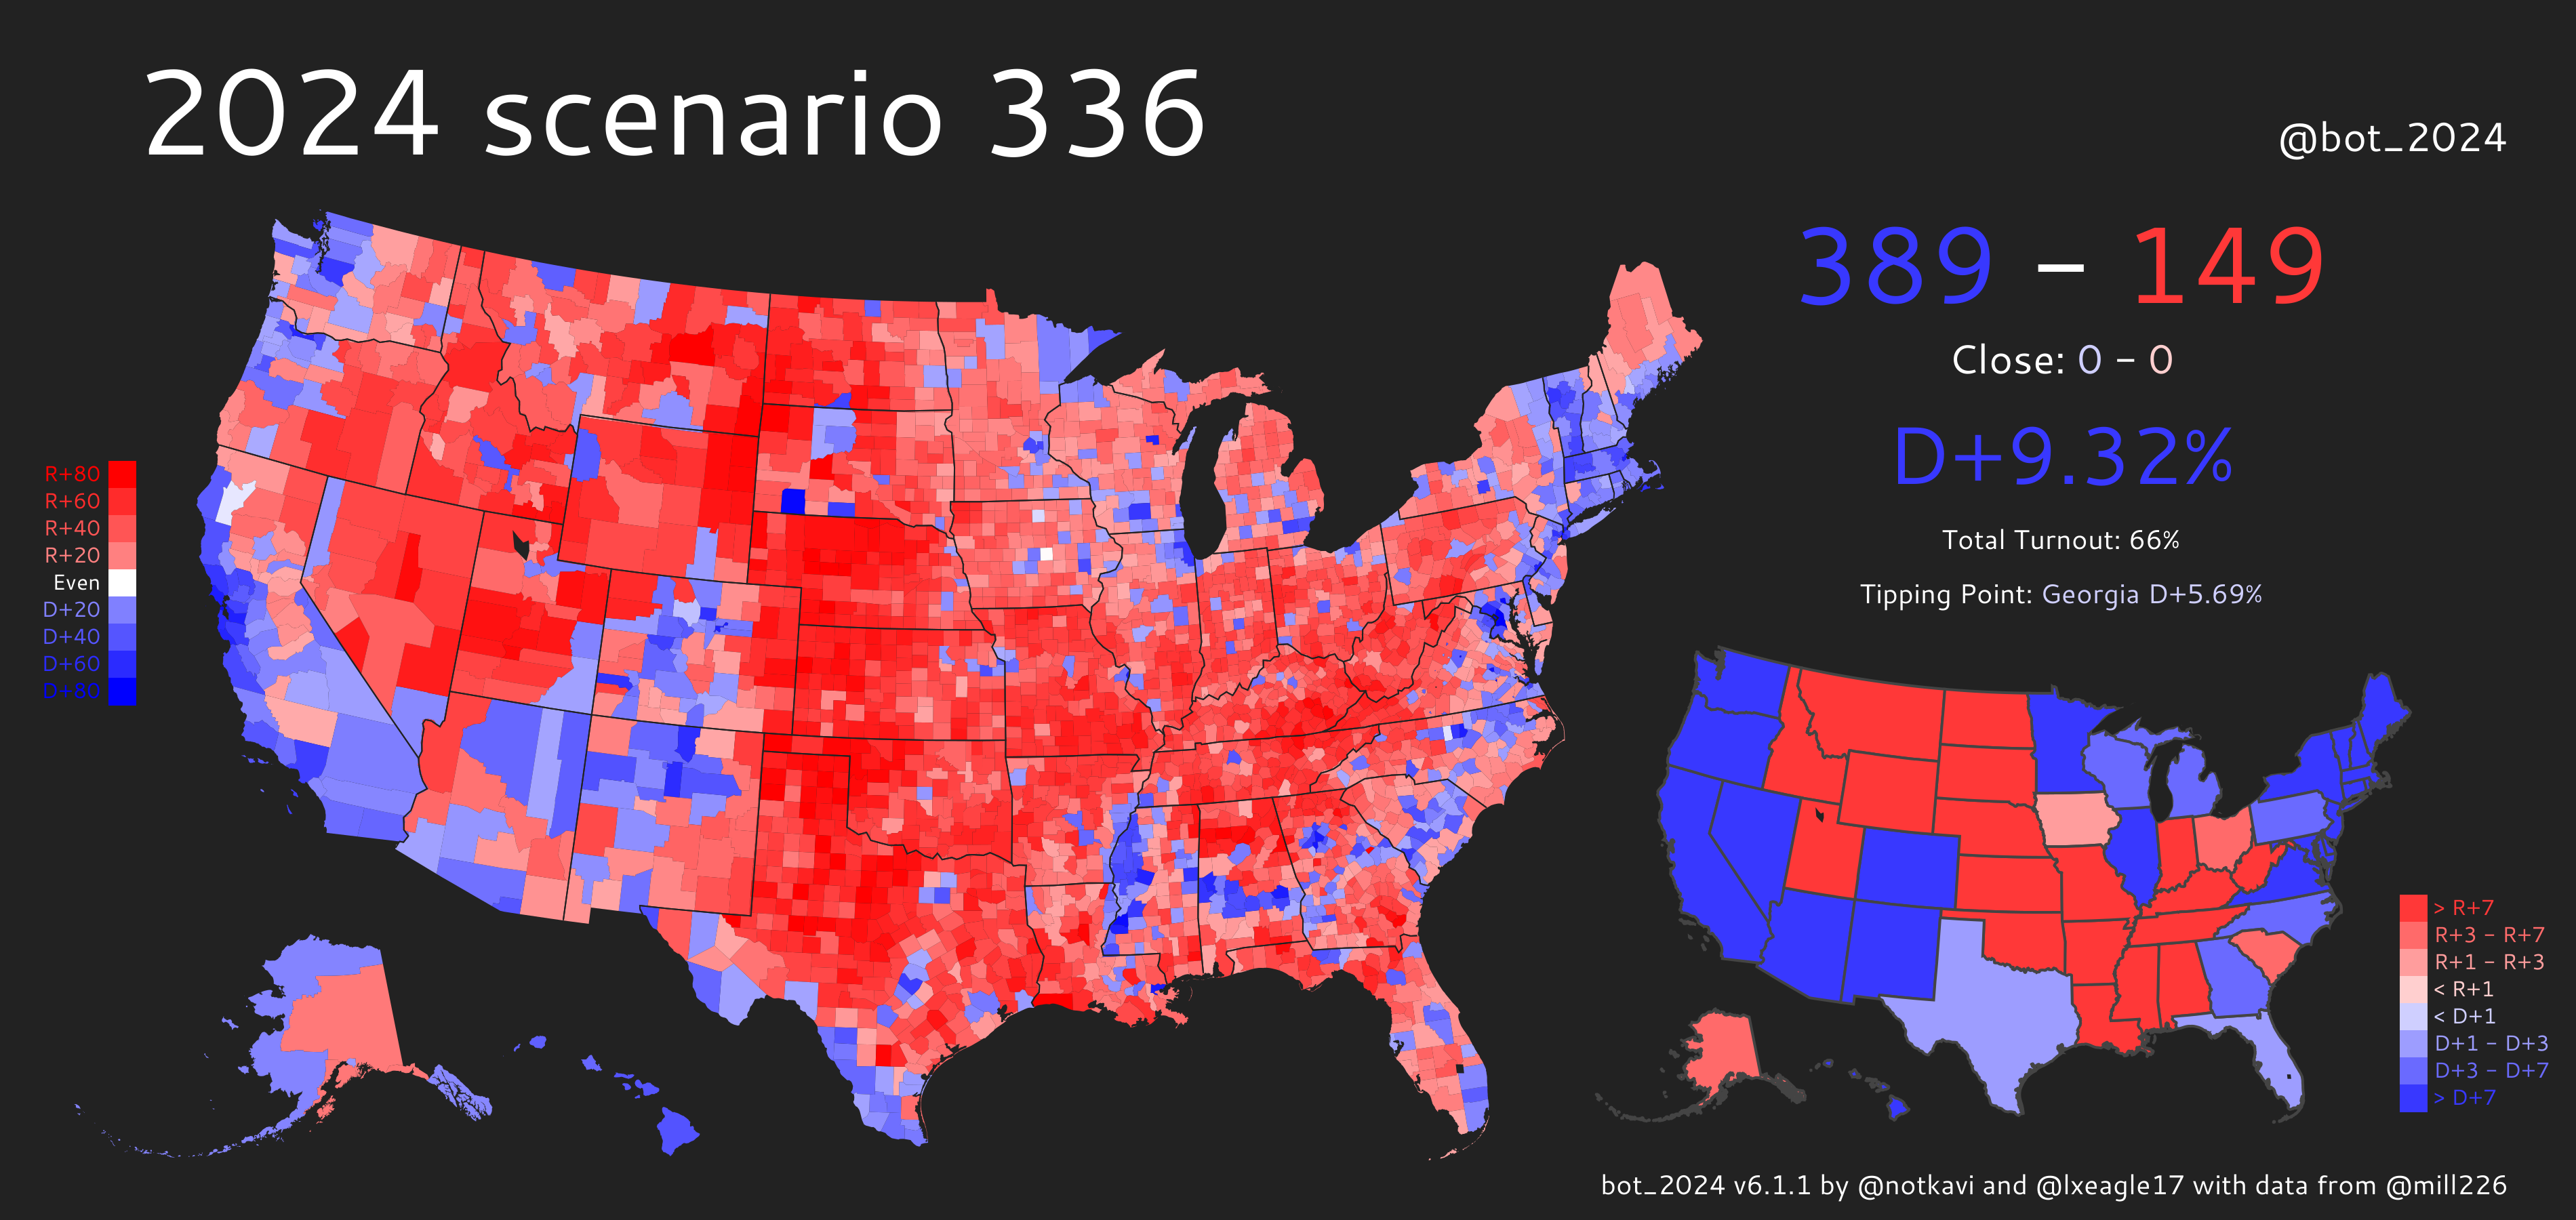 2024 scenario 336
@bot_2024
389 – 149
Close: 0 – 0
D+9.32%
Total Turnout: 66%
Tipping Point: Georgia D+5.69%
R+80
R+60
R+40
R+20
Even
D+20
D+40
D+60
D+80
> R+7
R+3 – R+7
R+1 – R+3
< R+1
< D+1
D+1 – D+3
D+3 – D+7
> D+7
bot_2024 v6.1.1 by @notkavi and @lxeagle17 with data from @mill226